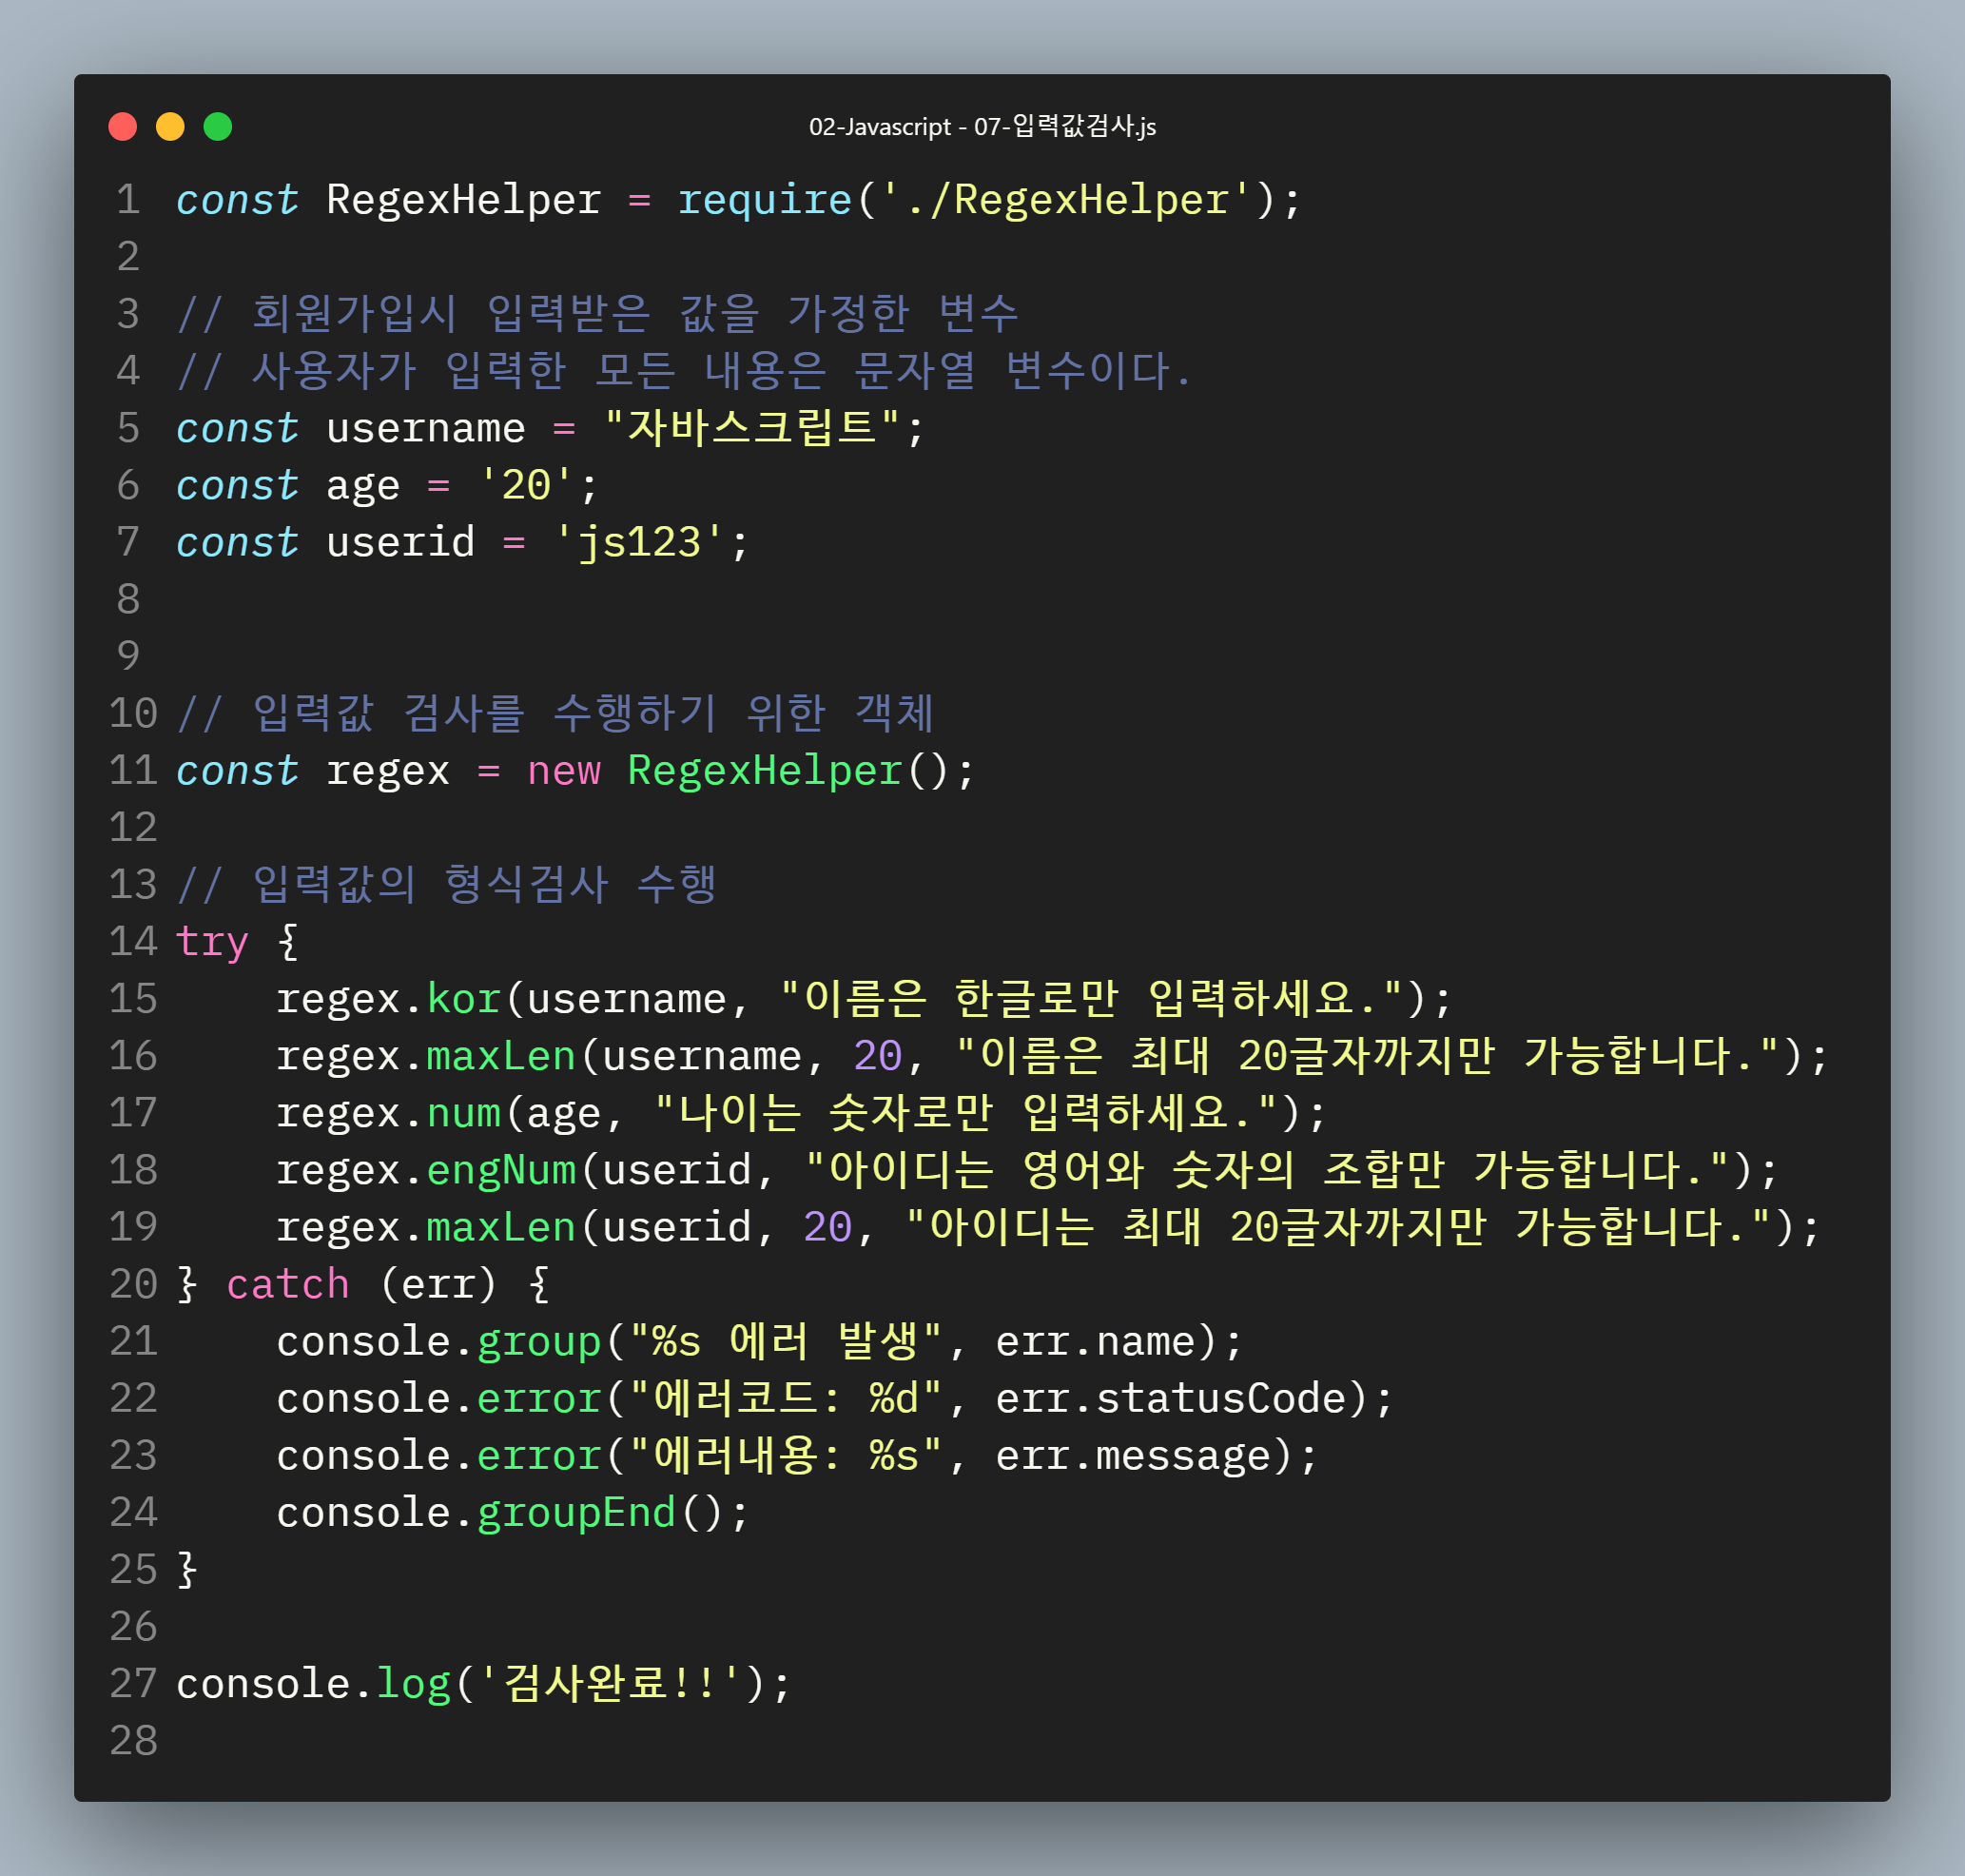 02-Javascript - 07-입력값검사.js
1 const RegexHelper = require('./RegexHelper');
2
3 // 회원가입시 입력받은 값을 가정한 변수
4 // 사용자가 입력한 모든 내용은 문자열 변수이다.
5 const username = "자바스크립트";
6 const age = '20';
7 const userid = 'js123';
8
9
10 // 입력값 검사를 수행하기 위한 객체
11 const regex = new RegexHelper();
12
13 // 입력값의 형식검사 수행
14 try {
15     regex.kor(username, "이름은 한글로만 입력하세요.");
16     regex.maxLen(username, 20, "이름은 최대 20글자까지만 가능합니다.");
17     regex.num(age, "나이는 숫자로만 입력하세요.");
18     regex.engNum(userid, "아이디는 영어와 숫자의 조합만 가능합니다.");
19     regex.maxLen(userid, 20, "아이디는 최대 20글자까지만 가능합니다.");
20 } catch (err) {
21     console.group("%s 에러 발생", err.name);
22     console.error("에러코드: %d", err.statusCode);
23     console.error("에러내용: %s", err.message);
24     console.groupEnd();
25 }
26
27 console.log('검사완료!!');
28